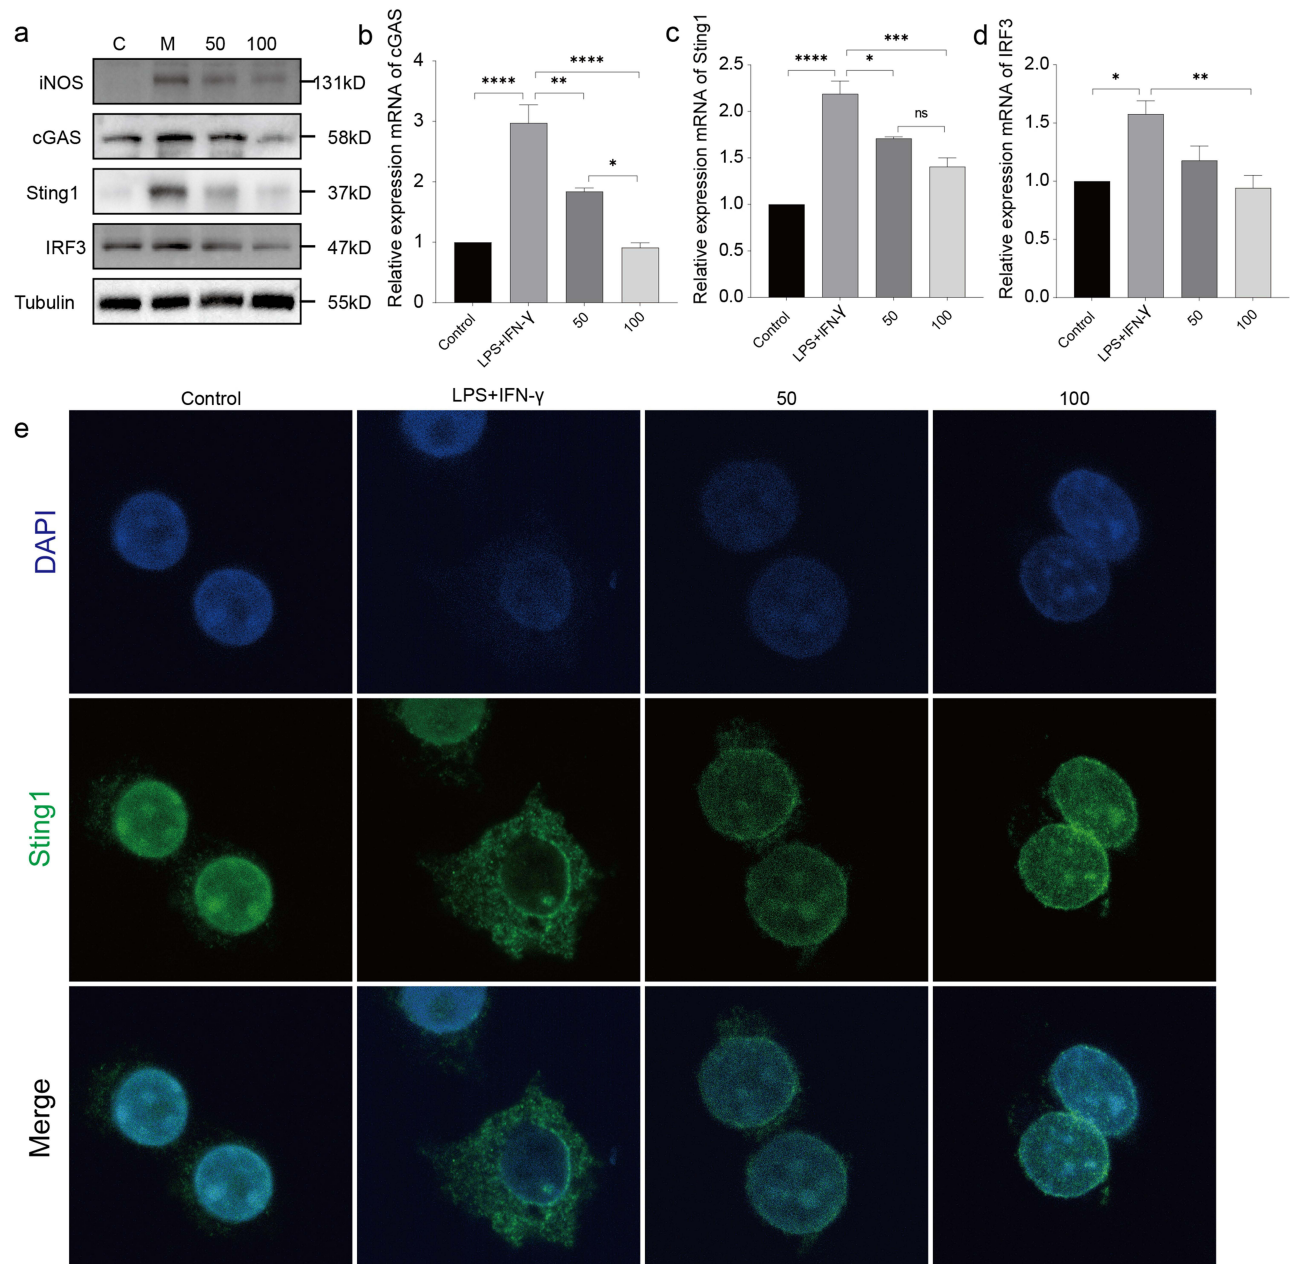 a
C M 50 100
iNOS 131kD
cGAS 58kD
Sting1 37kD
IRF3 47kD
Tubulin 55kD
b
Relative expression mRNA of cGAS
4
3
2
1
0
**** ** ****
*
Control LPS+IFN-γ 50 100
c
Relative expression mRNA of Sting1
2.5
2.0
1.5
1.0
0.5
0.0
**** * ***
ns
Control LPS+IFN-γ 50 100
d
Relative expression mRNA of IRF3
2.0
1.5
1.0
0.5
0.0
* **
Control LPS+IFN-γ 50 100
e
Control LPS+IFN-γ 50 100
DAPI
Sting1
Merge